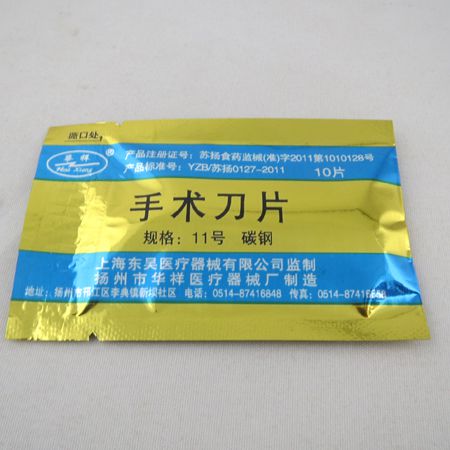 撕口处
华祥
Hua Xiang
®
产品注册证号：苏扬食药监械(准)字2011第1010128号
产品标准号：YZB/苏扬0127-2011
10片
手术刀片
规格：11号 碳钢
上海东吴医疗器械有限公司监制
扬州市华祥医疗器械厂制造
地址：扬州市邗江区李典镇新坝社区 电话：0514-87416848 传真：0514-87416868